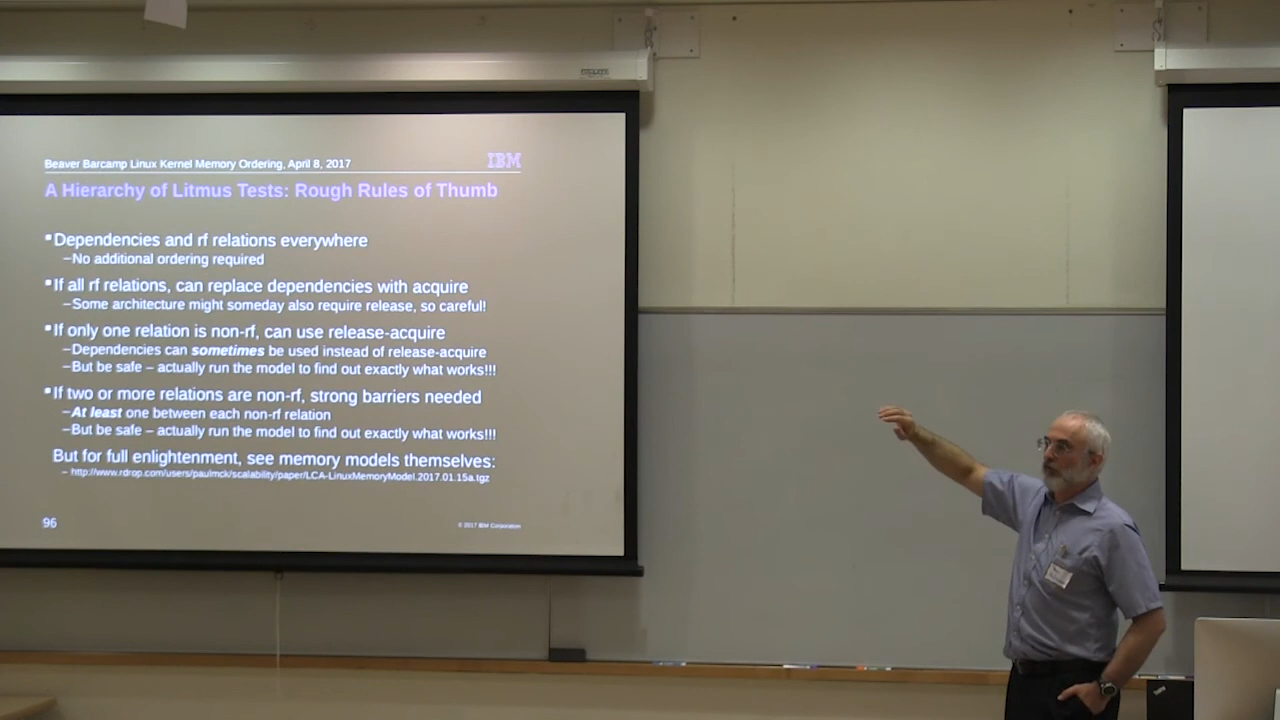 Beaver Barcamp Linux Kernel Memory Ordering, April 8, 2017
IBM
A Hierarchy of Litmus Tests: Rough Rules of Thumb
▪Dependencies and rf relations everywhere
–No additional ordering required
▪If all rf relations, can replace dependencies with acquire
–Some architecture might someday also require release, so careful!
▪If only one relation is non-rf, can use release-acquire
–Dependencies can sometimes be used instead of release-acquire
–But be safe – actually run the model to find out exactly what works!!!
▪If two or more relations are non-rf, strong barriers needed
–At least one between each non-rf relation
–But be safe – actually run the model to find out exactly what works!!!
But for full enlightenment, see memory models themselves:
– http://www.rdrop.com/users/paulmck/scalability/paper/LCA-LinuxMemoryModel.2017.01.15a.tgz
96
© 2017 IBM Corporation